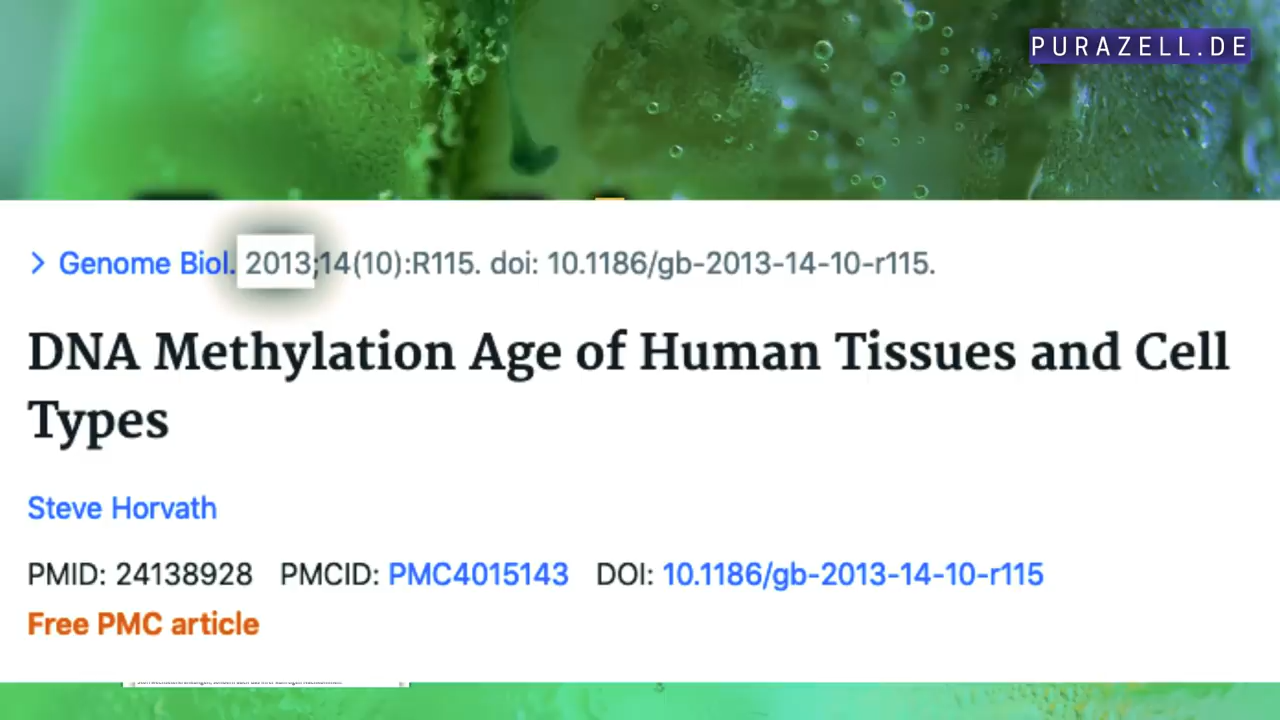 PURAZELL.DE
> Genome Biol. 2013;14(10):R115. doi: 10.1186/gb-2013-14-10-r115.
DNA Methylation Age of Human Tissues and Cell
Types
Steve Horvath
PMID: 24138928 PMCID: PMC4015143 DOI: 10.1186/gb-2013-14-10-r115
Free PMC article